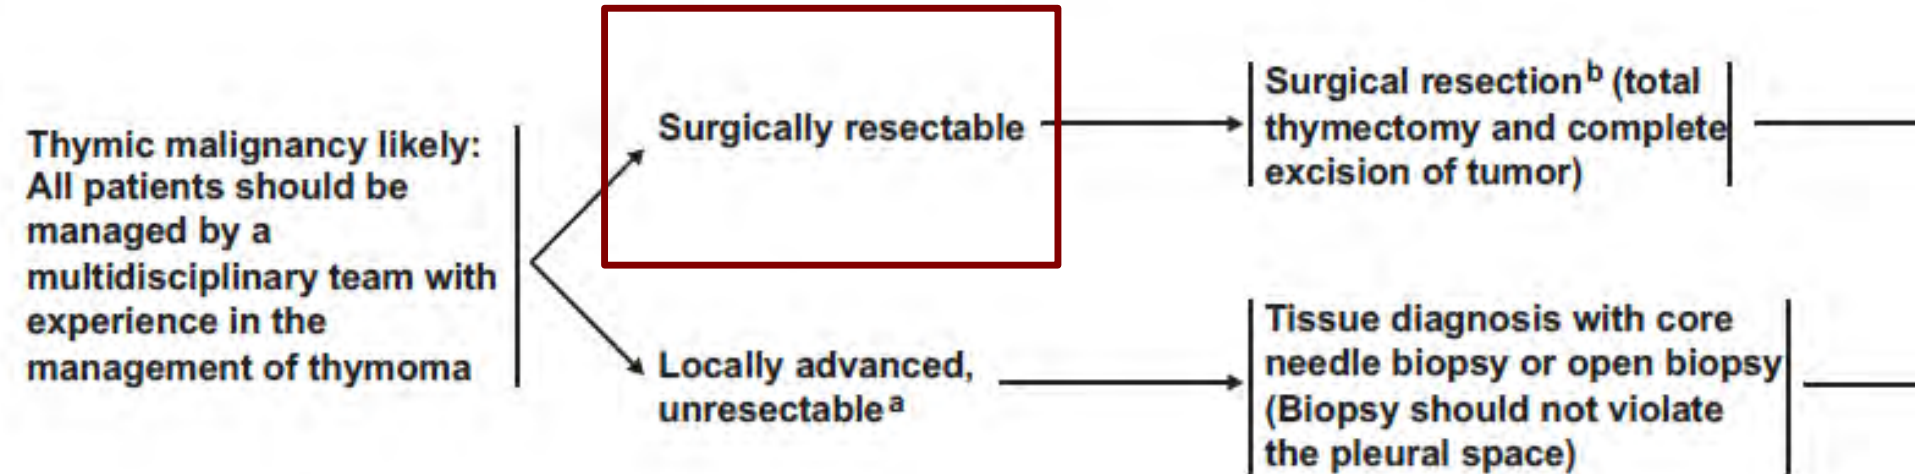 Thymic malignancy likely:
All patients should be
managed by a
multidisciplinary team with
experience in the
management of thymoma
Surgically resectable
Locally advanced,
unresectable a
Surgical resection b (total
thymectomy and complete
excision of tumor)
Tissue diagnosis with core
needle biopsy or open biopsy
(Biopsy should not violate
the pleural space)